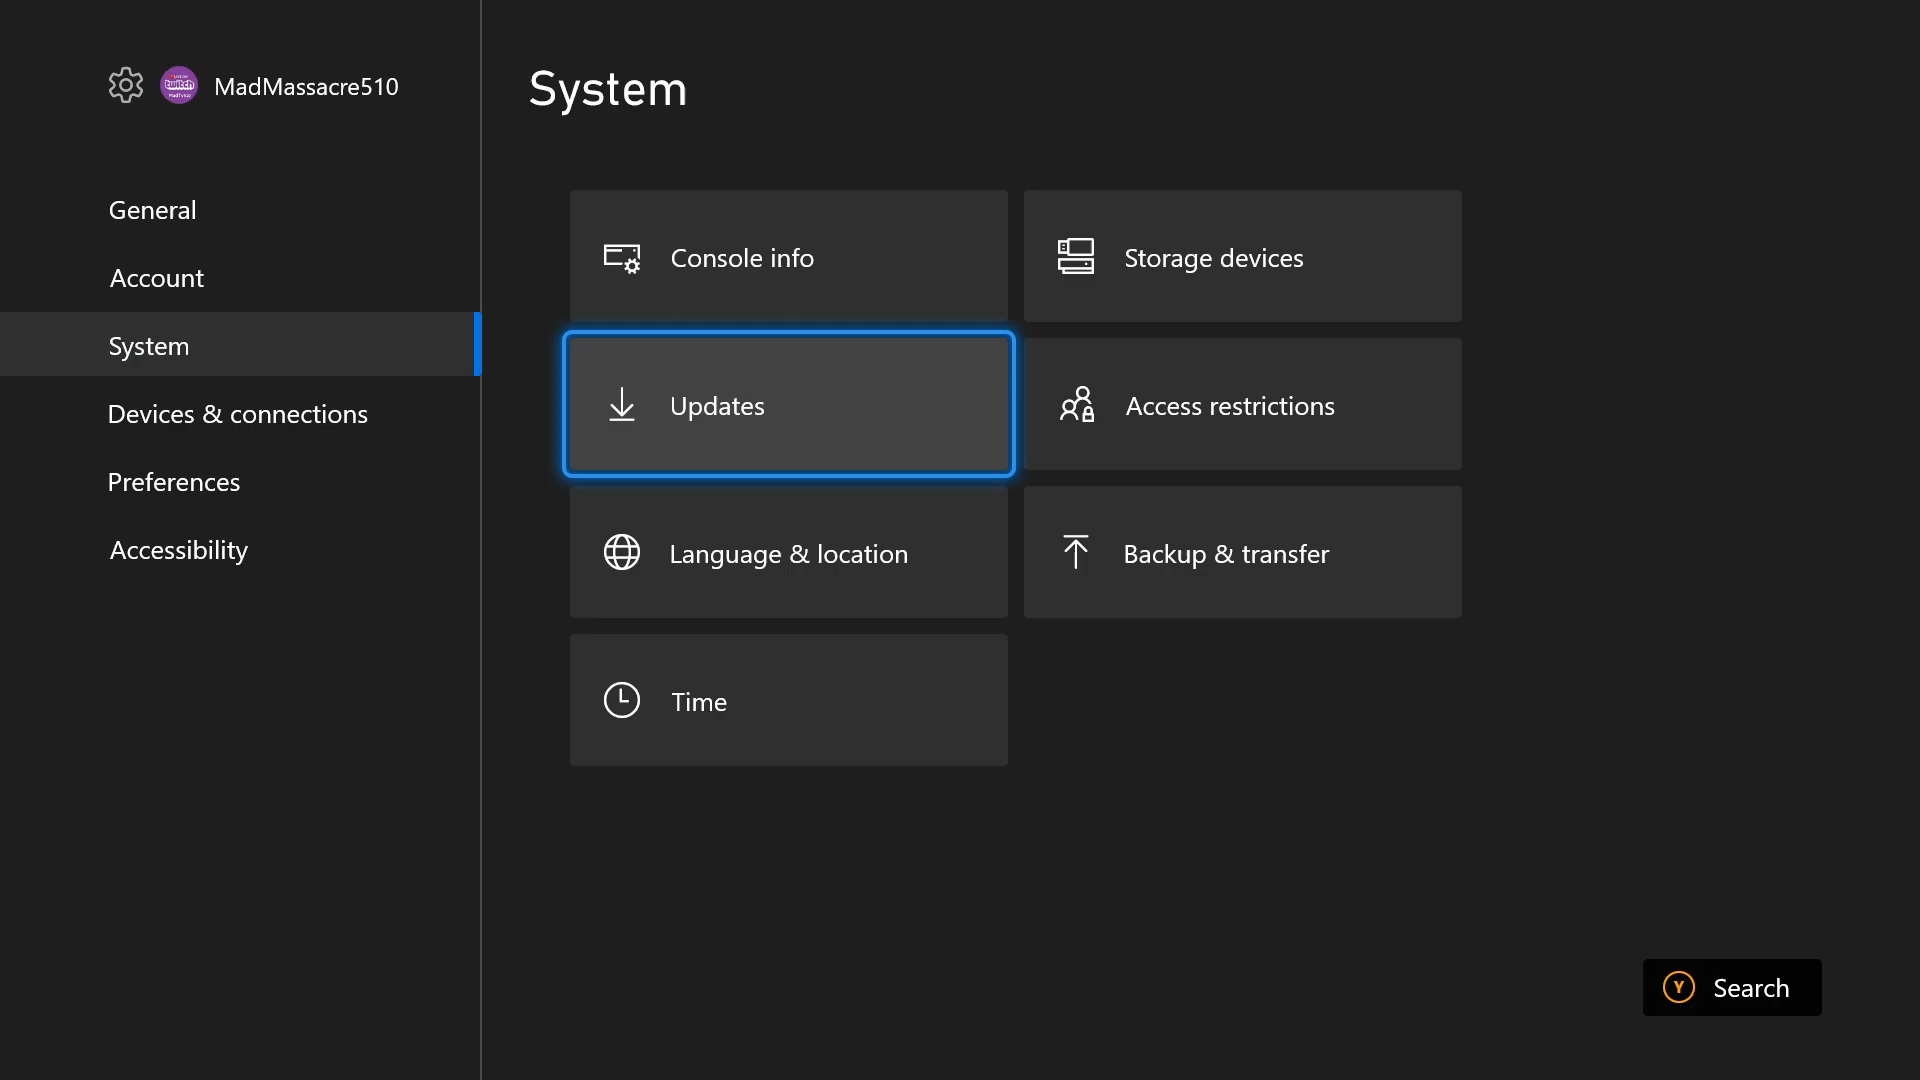 MadMassacre510
System
General
Account
System
Devices & connections
Preferences
Accessibility
Console info
Storage devices
Updates
Access restrictions
Language & location
Backup & transfer
Time
Y Search
twitch